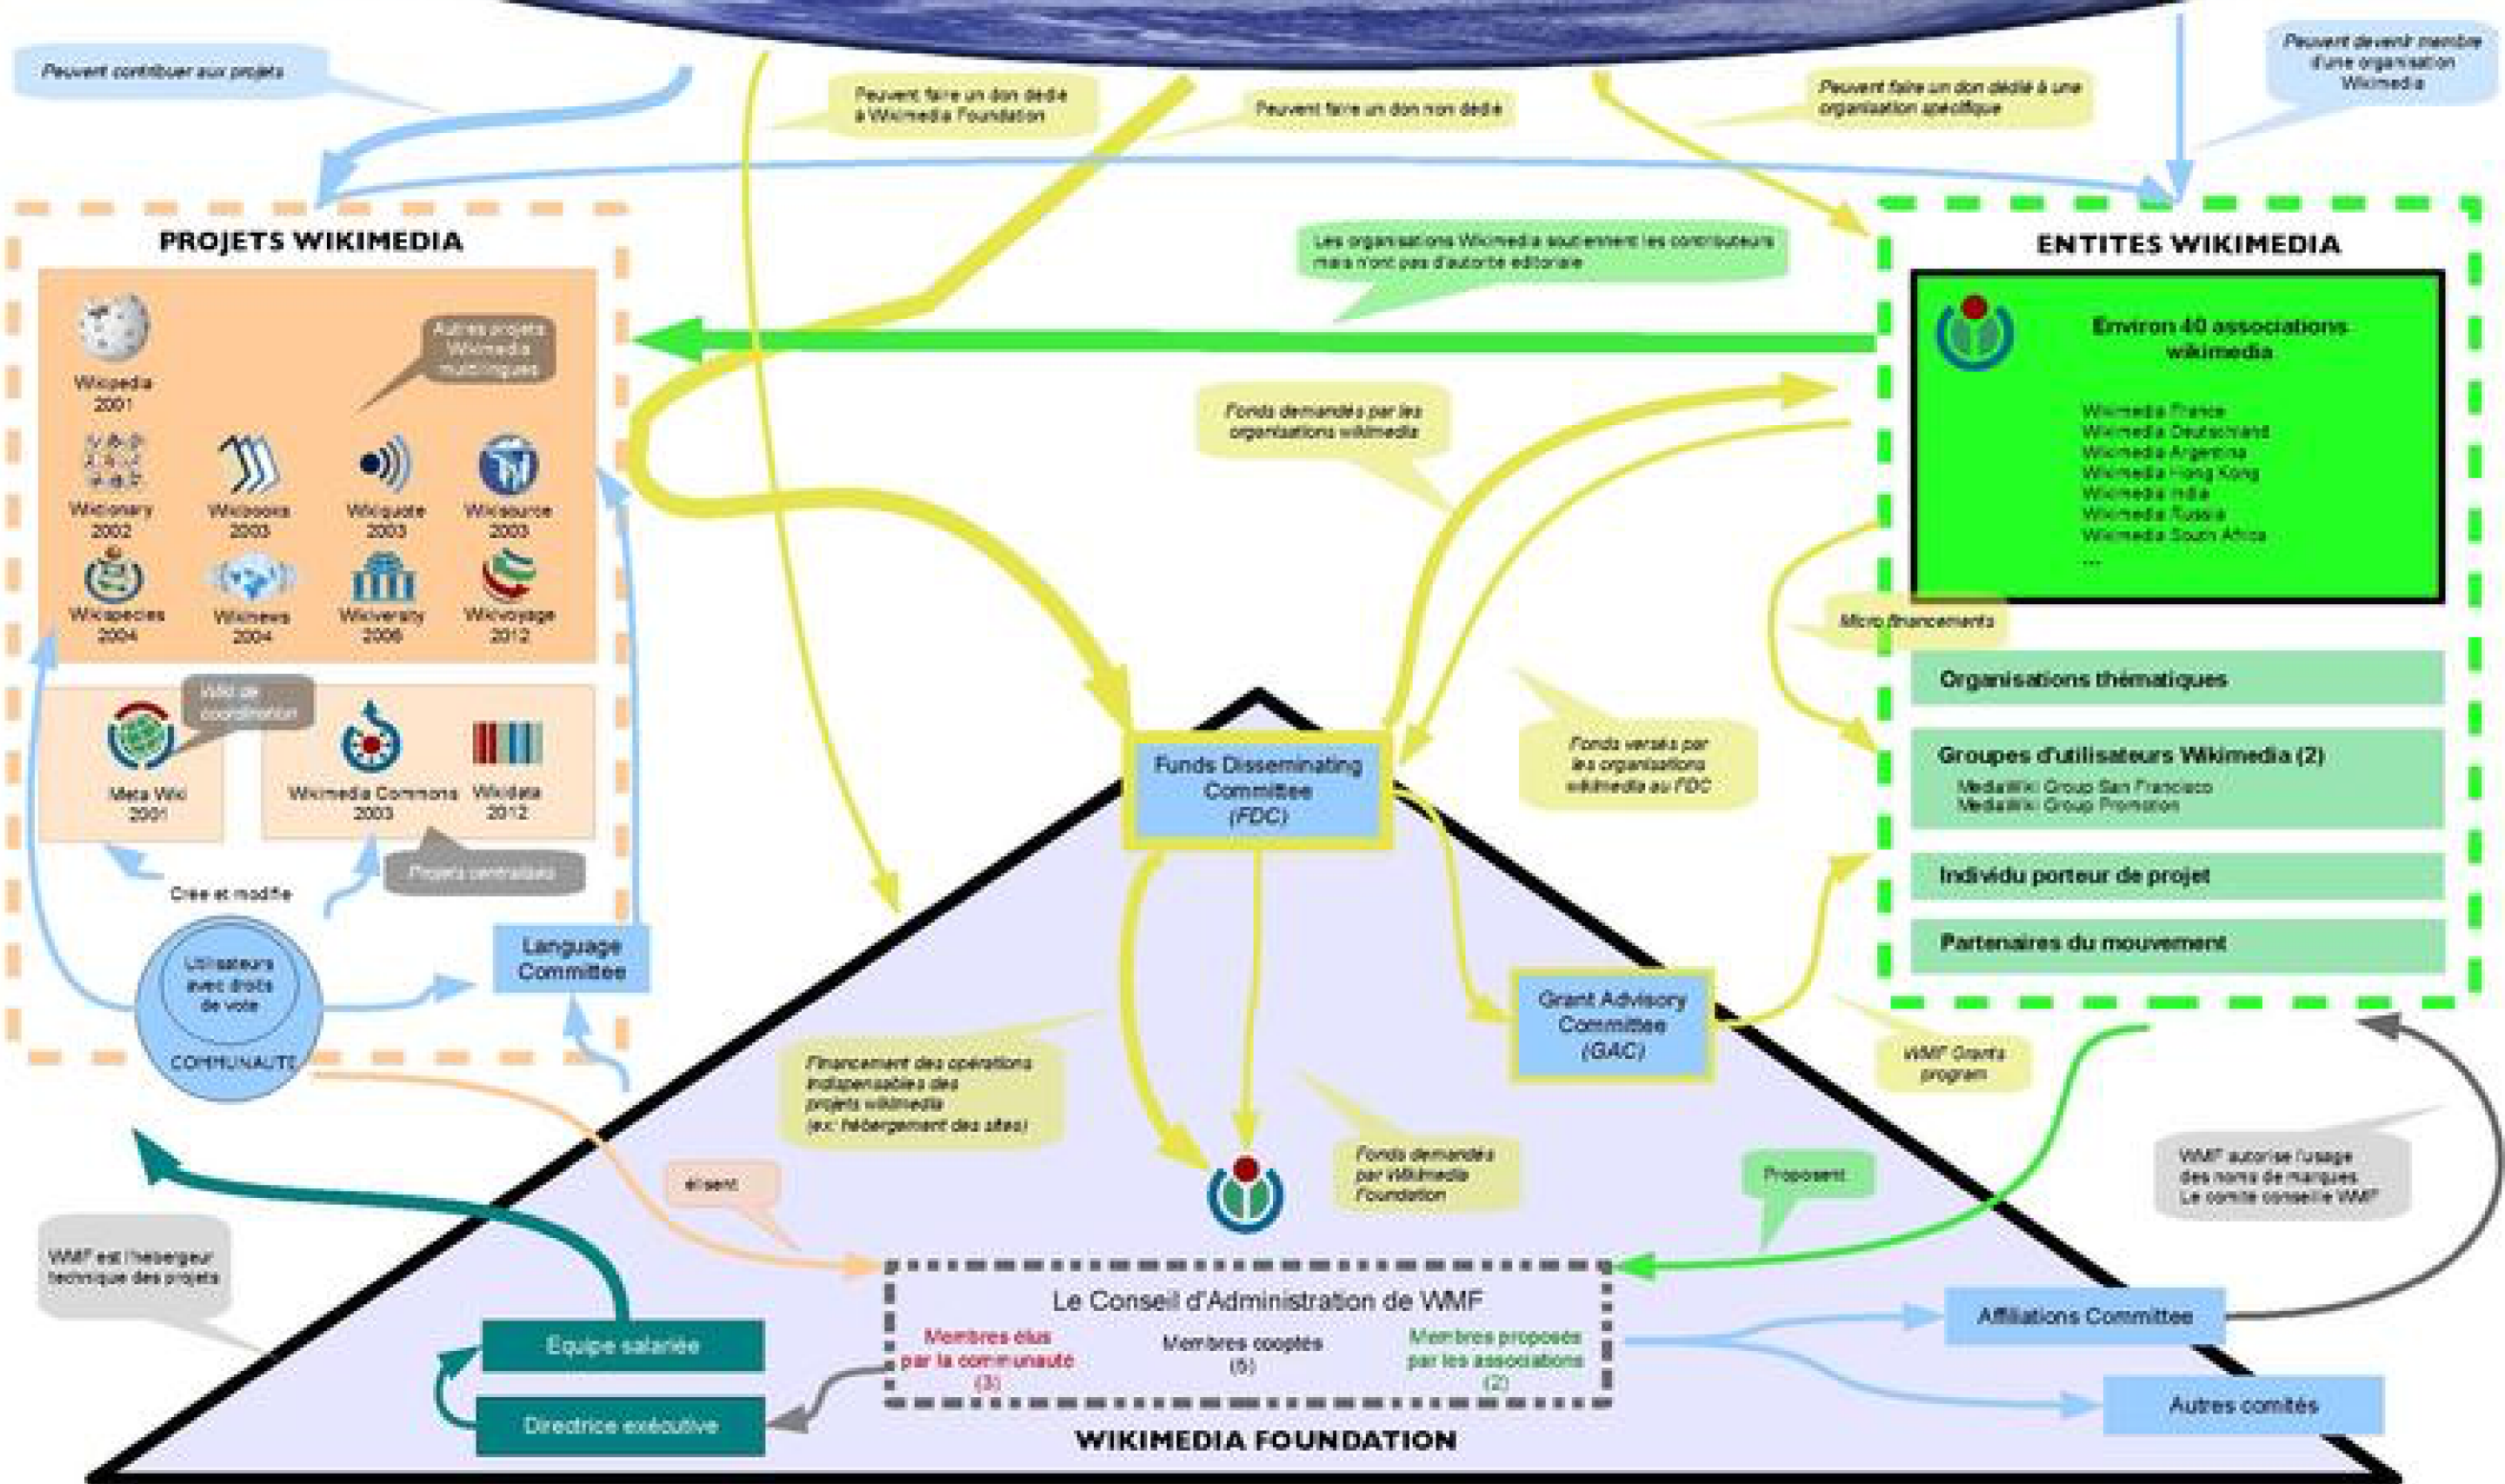 Peuvent contribuer aux projets
Peuvent faire un don dédié
à Wikimedia Foundation
Peuvent faire un don non dédié
Peuvent faire un don dédié à une
organisation spécifique
Peuvent devenir membre
d'une organisation
Wikimedia
PROJETS WIKIMEDIA
Autres projets
Wikimedia
multilingues
Wikipedia
2001
Wiktionary
2002
Wikibooks
2003
Wikiquote
2003
Wikisource
2003
Wikispecies
2004
Wikinews
2004
Wikiversity
2006
Wikivoyage
2012
Wiki de
coordination
Meta Wiki
2001
Wikimedia Commons
2003
Wikidata
2012
Projets centralisés
Crée et modifie
Utilisateurs
avec droits
de vote
COMMUNAUTE
Language
Committee
Les organisations Wikimedia soutiennent les contributeurs
mais n'ont pas d'autorité éditoriale
Fonds demandés par les
organisations wikimedia
Fonds versés par
les organisations
wikimedia au FDC
ENTITES WIKIMEDIA
Environ 40 associations
wikimedia
Wikimedia France
Wikimedia Deutschland
Wikimedia Argentina
Wikimedia Hong Kong
Wikimedia India
Wikimedia Russia
Wikimedia South Africa
...
Micro financements
Organisations thématiques
Groupes d'utilisateurs Wikimedia (2)
MediaWiki Group San Francisco
MediaWiki Group Promotion
Individu porteur de projet
Partenaires du mouvement
Funds Disseminating
Committee
(FDC)
Grant Advisory
Committee
(GAC)
WMF Grants
program
Financement des opérations
indispensables des
projets wikimedia
(ex: hébergement des sites)
Fonds demandés
par Wikimedia
Foundation
élisent
Proposent
WMF autorise l'usage
des noms de marques
Le comité conseille WMF
WMF est l'hébergeur
technique des projets
Equipe salariée
Directrice exécutive
Le Conseil d'Administration de WMF
Membres élus
par la communauté
(3)
Membres cooptés
(5)
Membres proposés
par les associations
(2)
Affiliations Committee
Autres comités
WIKIMEDIA FOUNDATION